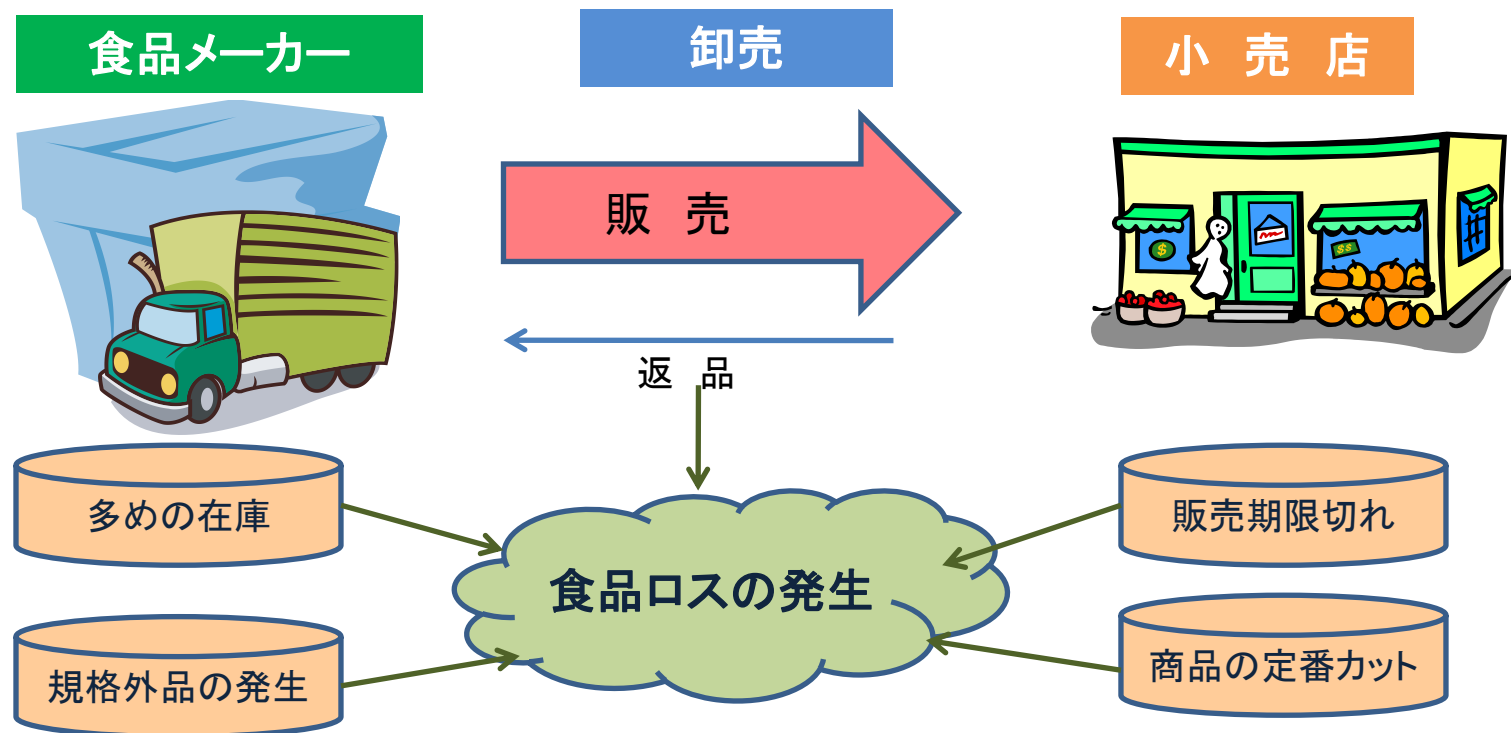 食品メーカー
卸売
小 売 店
販 売
返 品
多めの在庫
販売期限切れ
食品ロスの発生
規格外品の発生
商品の定番カット
$
$$